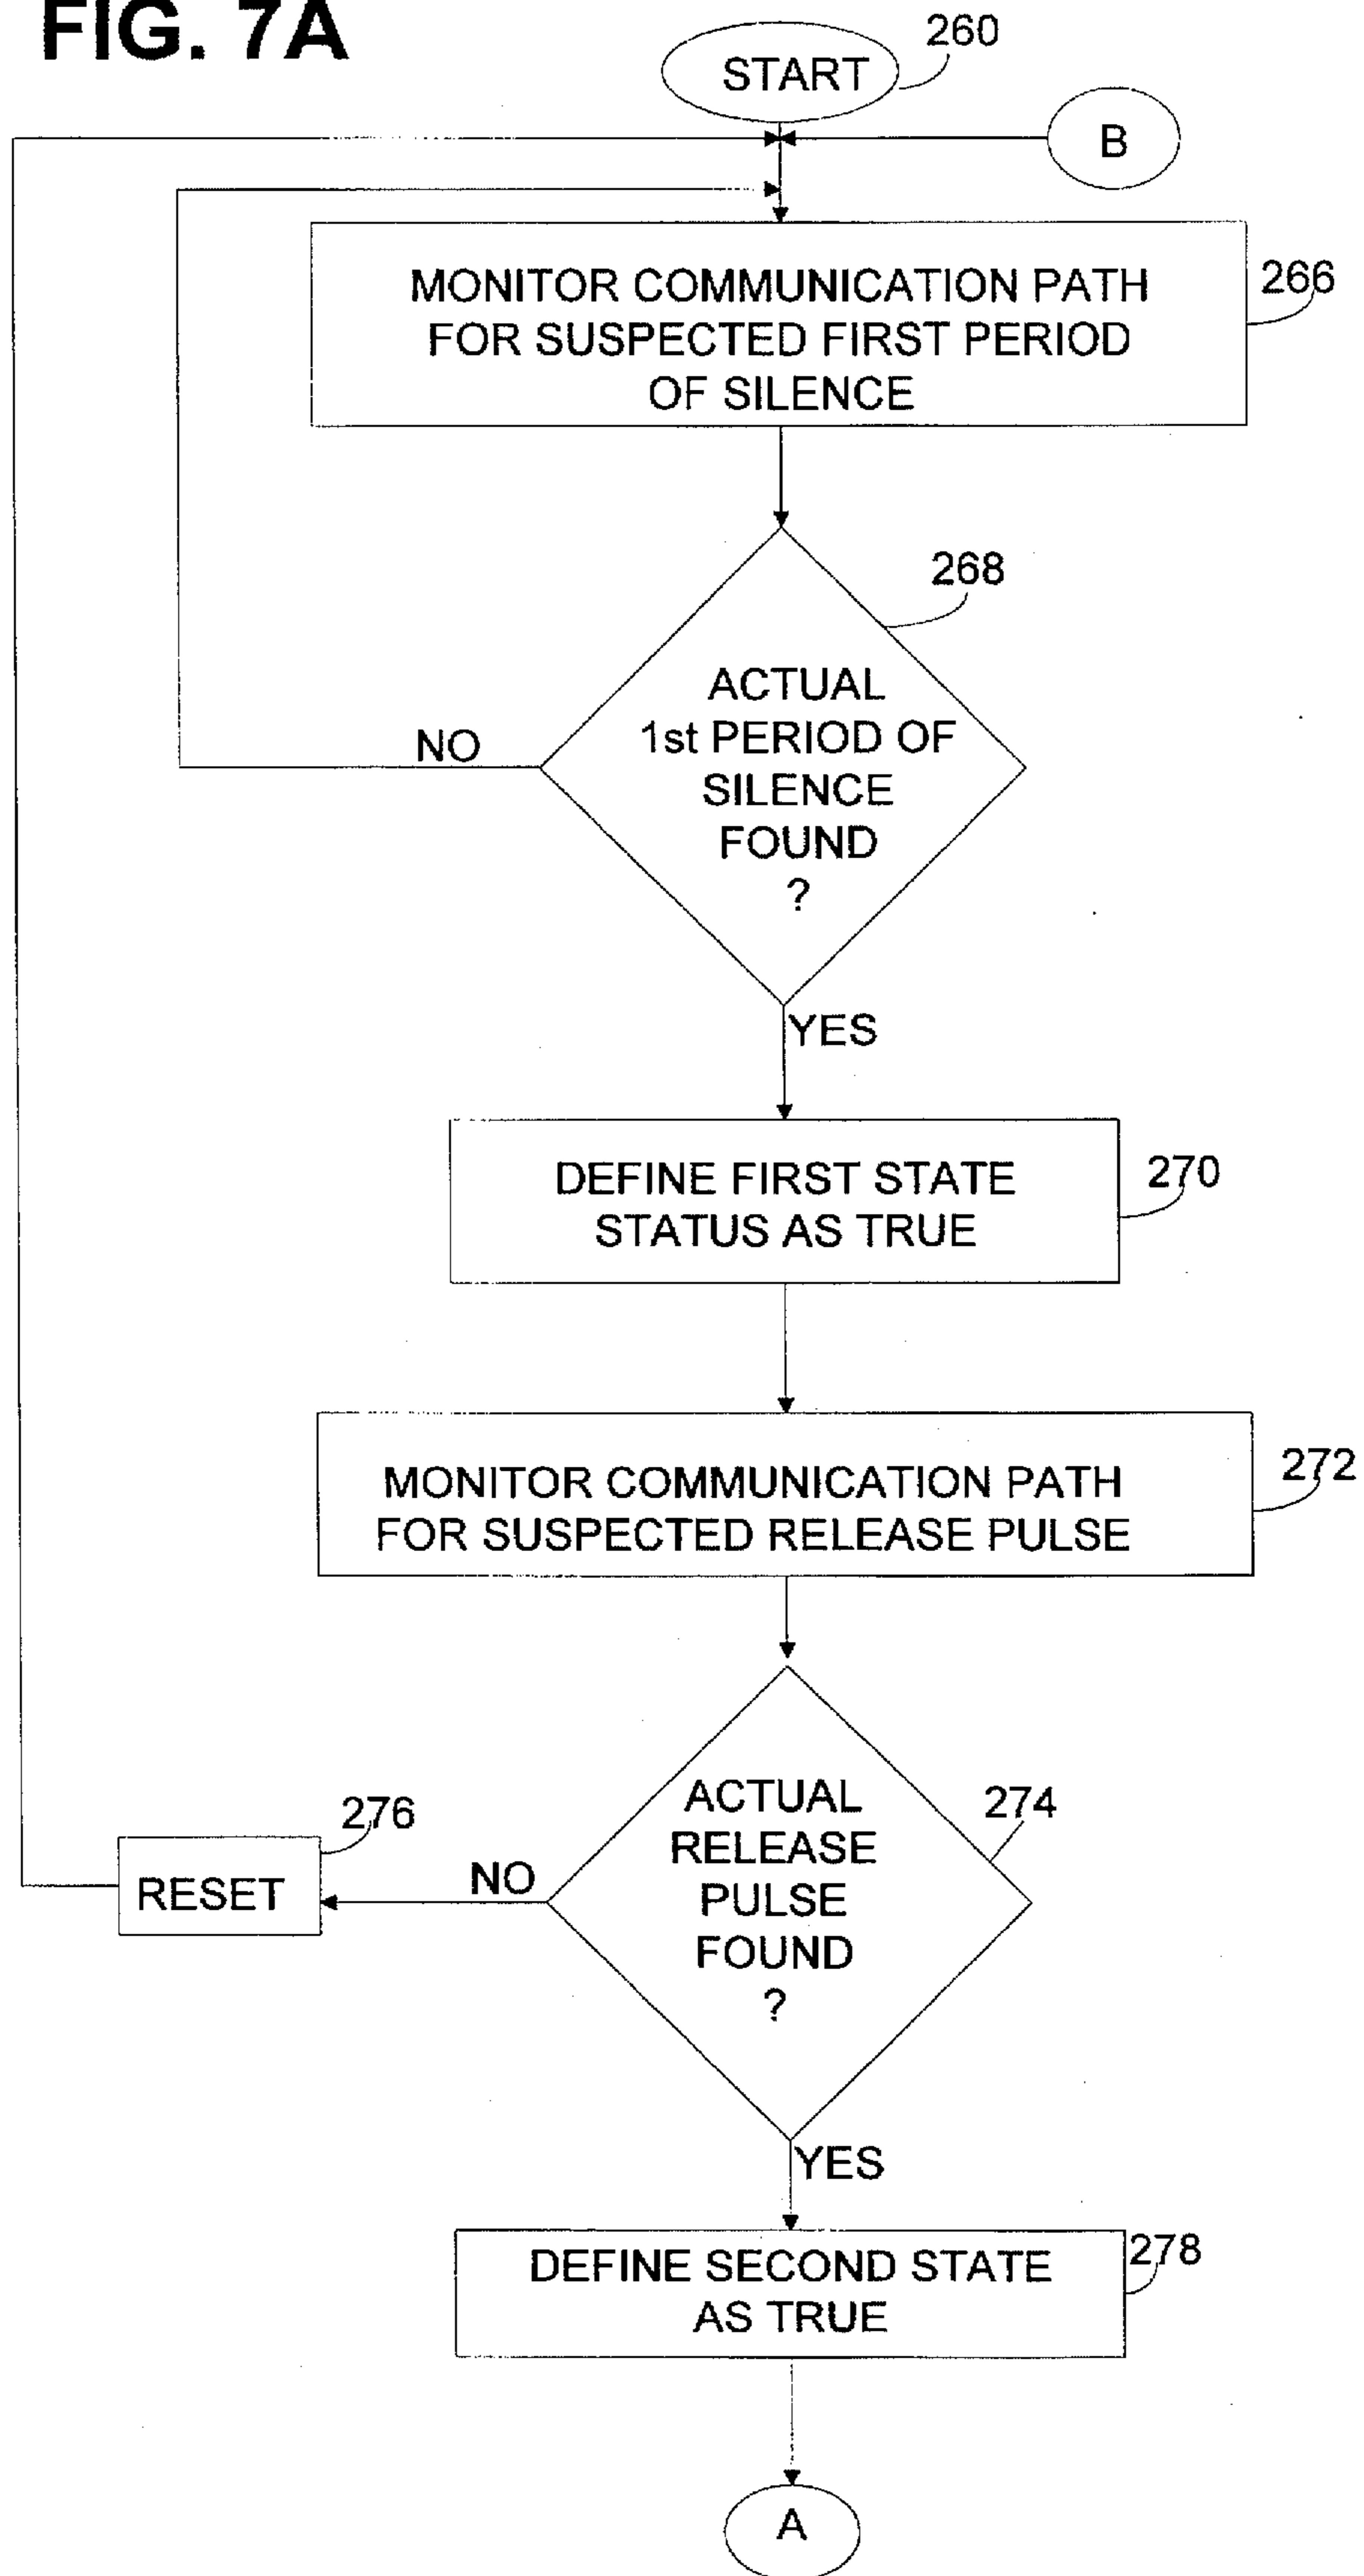 FIG. 7A
START
260
B
MONITOR COMMUNICATION PATH
FOR SUSPECTED FIRST PERIOD
OF SILENCE
266
268
ACTUAL
1st PERIOD OF
SILENCE
FOUND
?
NO
YES
DEFINE FIRST STATE
STATUS AS TRUE
270
MONITOR COMMUNICATION PATH
FOR SUSPECTED RELEASE PULSE
272
ACTUAL
RELEASE
PULSE
FOUND
?
274
276
RESET
NO
YES
DEFINE SECOND STATE
AS TRUE
278
A